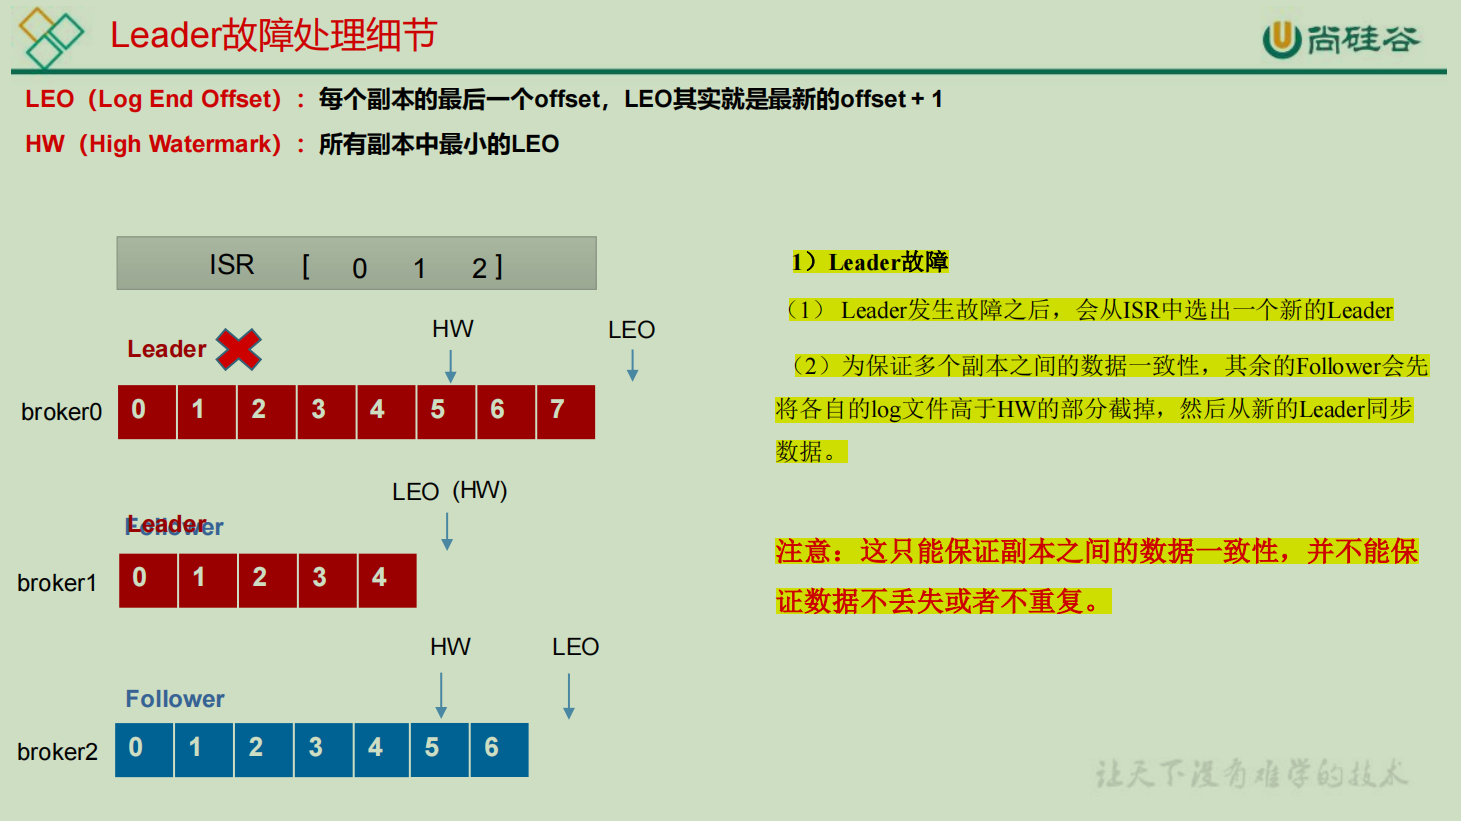 Leader故障处理细节
尚硅谷
LEO（Log End Offset）：每个副本的最后一个offset，LEO其实就是最新的offset + 1
HW（High Watermark）：所有副本中最小的LEO
ISR [ 0 1 2 ]
HW LEO
Leader
broker0 0 1 2 3 4 5 6 7
LEO (HW)
Follower
Leader
broker1 0 1 2 3 4
HW LEO
Follower
broker2 0 1 2 3 4 5 6
1）Leader故障
（1） Leader发生故障之后，会从ISR中选出一个新的Leader
（2）为保证多个副本之间的数据一致性，其余的Follower会先
将各自的log文件高于HW的部分截掉，然后从新的Leader同步
数据。
注意：这只能保证副本之间的数据一致性，并不能保
证数据不丢失或者不重复。
让天下没有难学的技术